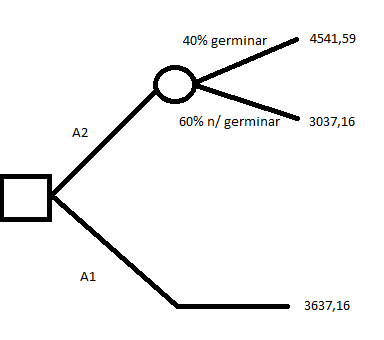 40% germinar
4541,59
A2
60% n/ germinar
3037,16
A1
3637,16